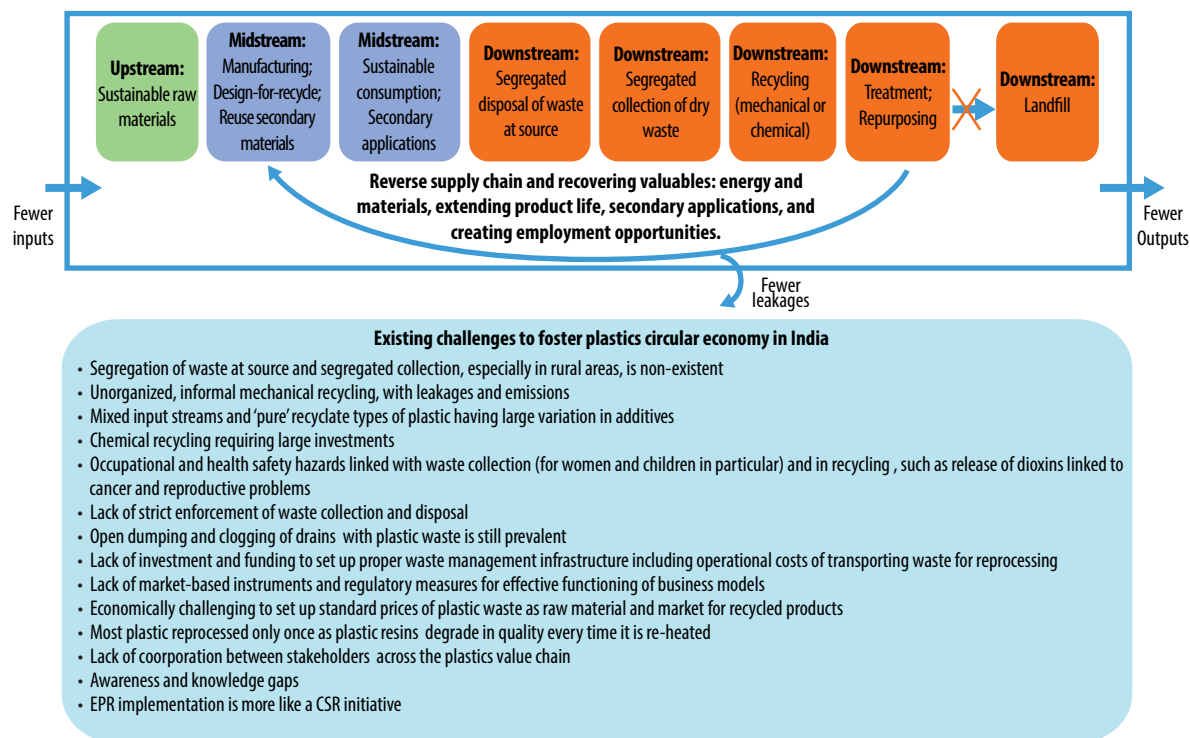 Upstream:
Sustainable raw
materials
Midstream:
Manufacturing;
Design-for-recycle;
Reuse secondary
materials
Midstream:
Sustainable
consumption;
Secondary
applications
Downstream:
Segregated
disposal of waste
at source
Downstream:
Segregated
collection of dry
waste
Downstream:
Recycling
(mechanical or
chemical)
Downstream:
Treatment;
Repurposing
Downstream:
Landfill
Fewer
inputs
Reverse supply chain and recovering valuables: energy and
materials, extending product life, secondary applications, and
creating employment opportunities.
Fewer
Outputs
Fewer
leakages
Existing challenges to foster plastics circular economy in India
• Segregation of waste at source and segregated collection, especially in rural areas, is non-existent
• Unorganized, informal mechanical recycling, with leakages and emissions
• Mixed input streams and ‘pure’ recyclate types of plastic having large variation in additives
• Chemical recycling requiring large investments
• Occupational and health safety hazards linked with waste collection (for women and children in particular) and in recycling , such as release of dioxins linked to
cancer and reproductive problems
• Lack of strict enforcement of waste collection and disposal
• Open dumping and clogging of drains with plastic waste is still prevalent
• Lack of investment and funding to set up proper waste management infrastructure including operational costs of transporting waste for reprocessing
• Lack of market-based instruments and regulatory measures for effective functioning of business models
• Economically challenging to set up standard prices of plastic waste as raw material and market for recycled products
• Most plastic reprocessed only once as plastic resins degrade in quality every time it is re-heated
• Lack of coorporation between stakeholders across the plastics value chain
• Awareness and knowledge gaps
• EPR implementation is more like a CSR initiative